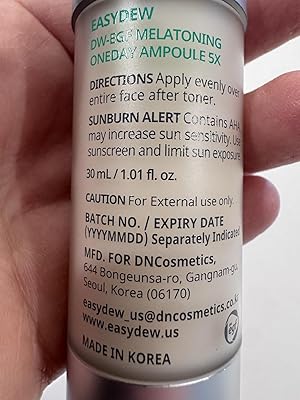 EASYDEW
DW-EGF MELATONING
ONEDAY AMPOULE 5X
DIRECTIONS Apply evenly over
entire face after toner.
SUNBURN ALERT Contains AHA
may increase sun sensitivity. Use
sunscreen and limit sun exposure
30 mL / 1.01 fl. oz.
CAUTION For External use only.
BATCH NO. / EXPIRY DATE
(YYYYMMDD) Separately Indicated
MFD. FOR DNCosmetics,
644 Bongeunsa-ro, Gangnam-gu,
Seoul, Korea (06170)
easydew_us@dncosmetics.co.kr
www.easydew.us
MADE IN KOREA